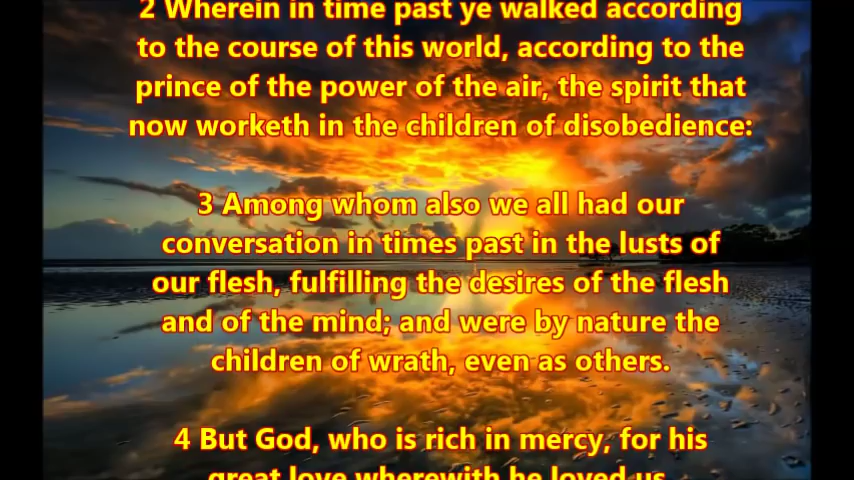 2 Wherein in time past ye walked according
to the course of this world, according to the
prince of the power of the air, the spirit that
now worketh in the children of disobedience:
3 Among whom also we all had our
conversation in times past in the lusts of
our flesh, fulfilling the desires of the flesh
and of the mind; and were by nature the
children of wrath, even as others.
4 But God, who is rich in mercy, for his
great love wherewith he loved us